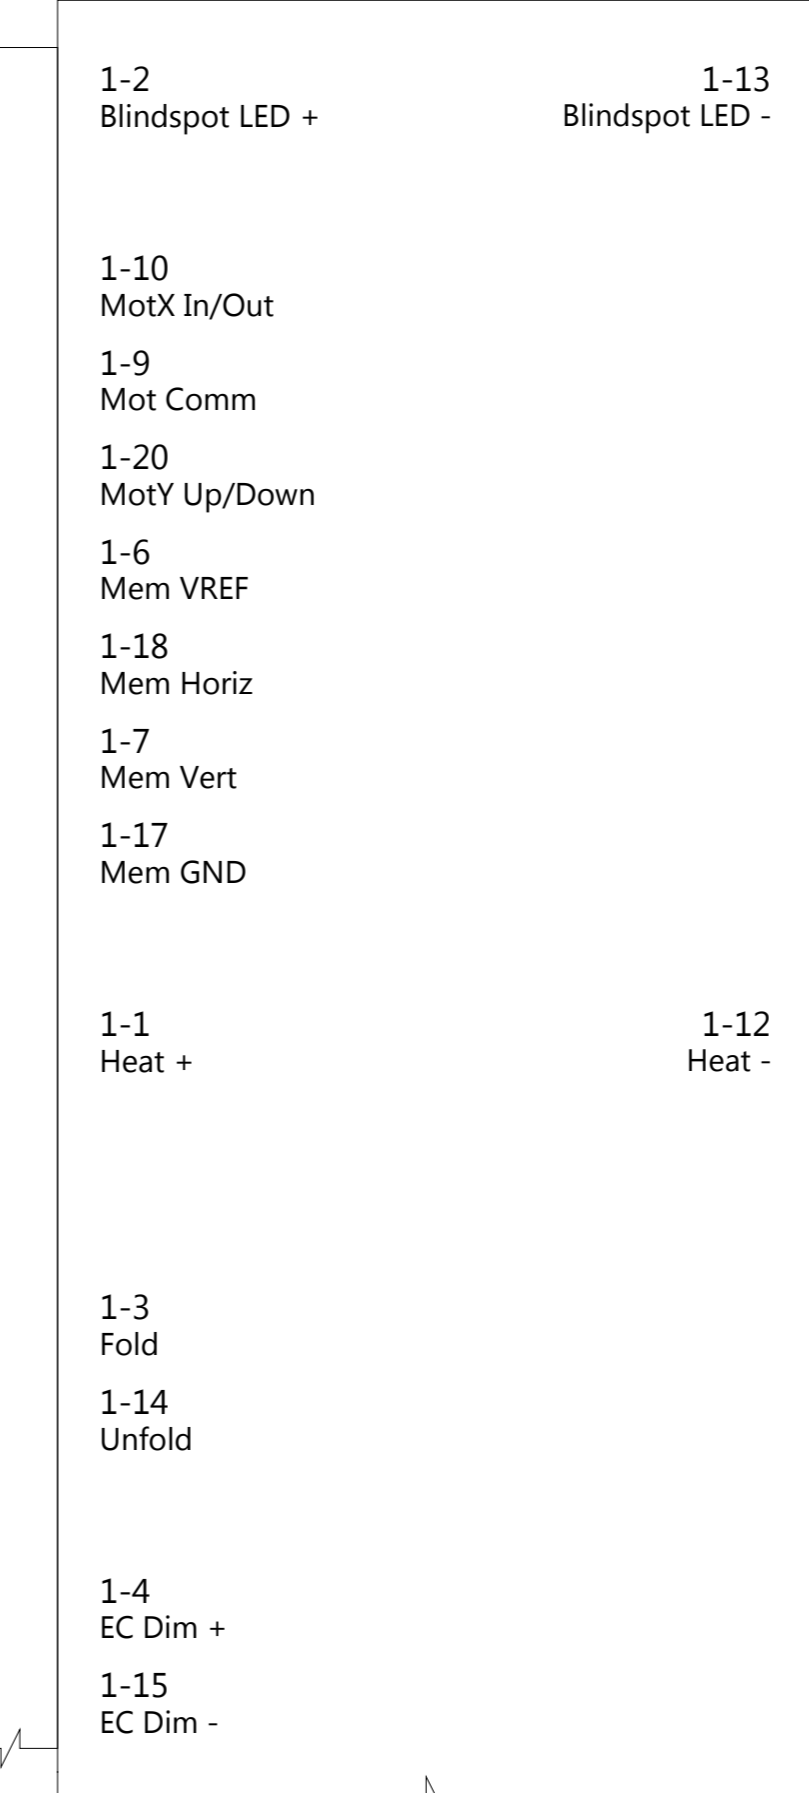 1-2
Blindspot LED +
1-13
Blindspot LED -
1-10
MotX In/Out
1-9
Mot Comm
1-20
MotY Up/Down
1-6
Mem VREF
1-18
Mem Horiz
1-7
Mem Vert
1-17
Mem GND
1-1
Heat +
1-12
Heat -
1-3
Fold
1-14
Unfold
1-4
EC Dim +
1-15
EC Dim -